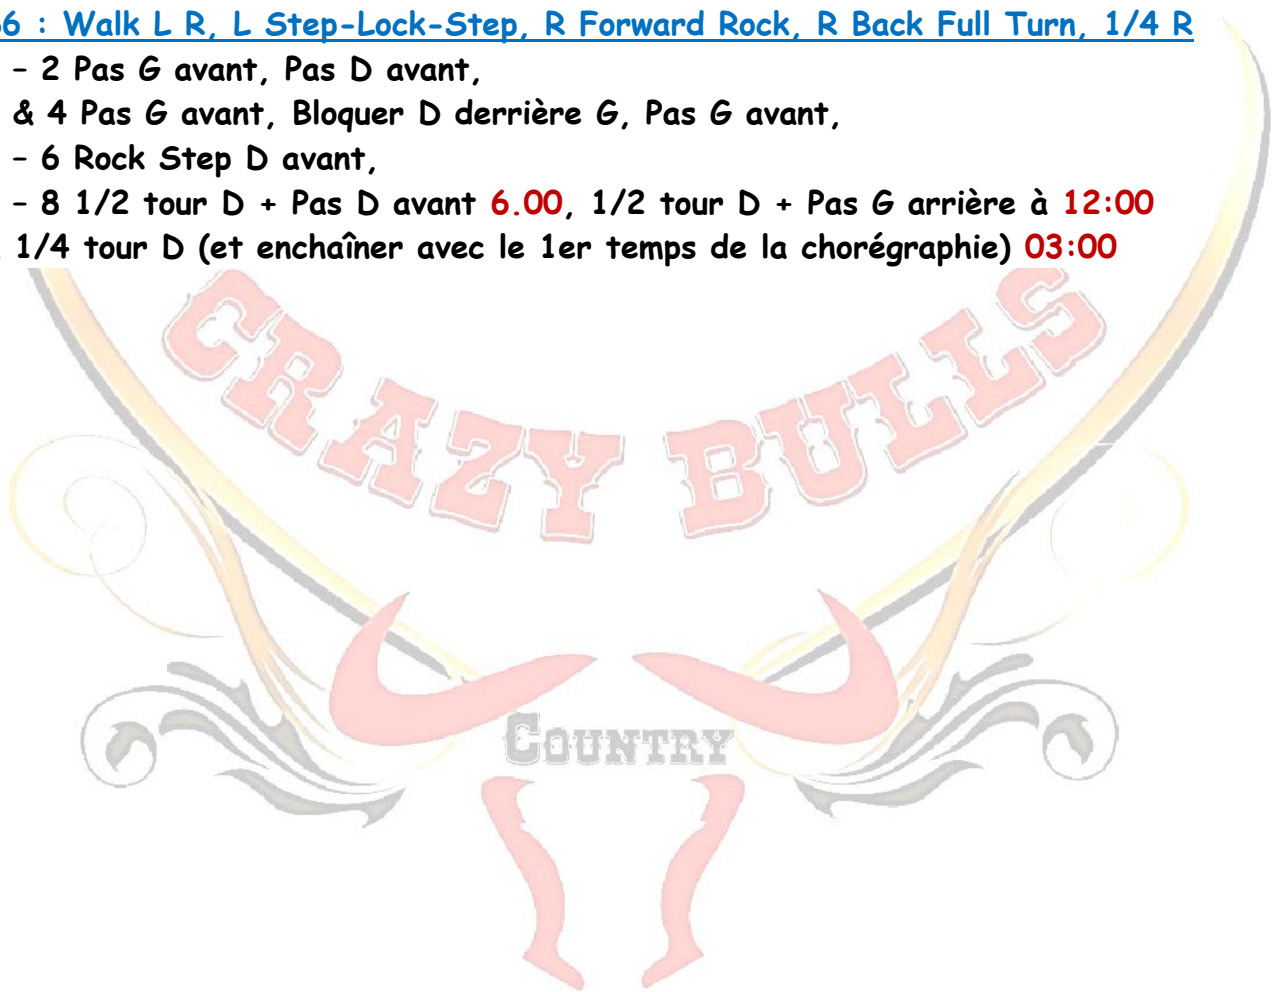 6 : Walk L R, L Step-Lock-Step, R Forward Rock, R Back Full Turn, 1/4 R
– 2 Pas G avant, Pas D avant,
& 4 Pas G avant, Bloquer D derrière G, Pas G avant,
– 6 Rock Step D avant,
– 8 1/2 tour D + Pas D avant 6.00, 1/2 tour D + Pas G arrière à 12:00
1/4 tour D (et enchaîner avec le 1er temps de la chorégraphie) 03:00
CRAZY BULLS
COUNTRY